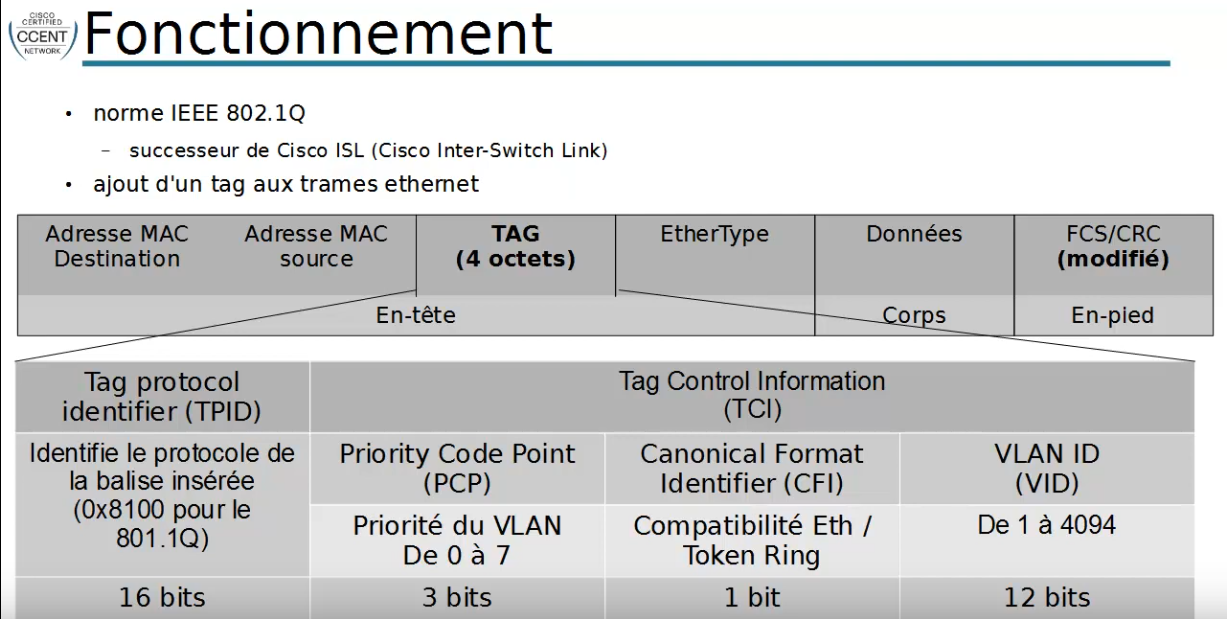 CISCO
CERTIFIED
CCENT
NETWORK
Fonctionnement
• norme IEEE 802.1Q
– successeur de Cisco ISL (Cisco Inter-Switch Link)
• ajout d'un tag aux trames ethernet
Adresse MAC
Destination
Adresse MAC
source
TAG
(4 octets)
EtherType
Données
FCS/CRC
(modifié)
En-tête
Corps
En-pied
Tag protocol
identifier (TPID)
Tag Control Information
(TCI)
Identifie le protocole de
la balise insérée
(0x8100 pour le
801.1Q)
Priority Code Point
(PCP)
Canonical Format
Identifier (CFI)
VLAN ID
(VID)
Priorité du VLAN
De 0 à 7
Compatibilité Eth /
Token Ring
De 1 à 4094
16 bits
3 bits
1 bit
12 bits